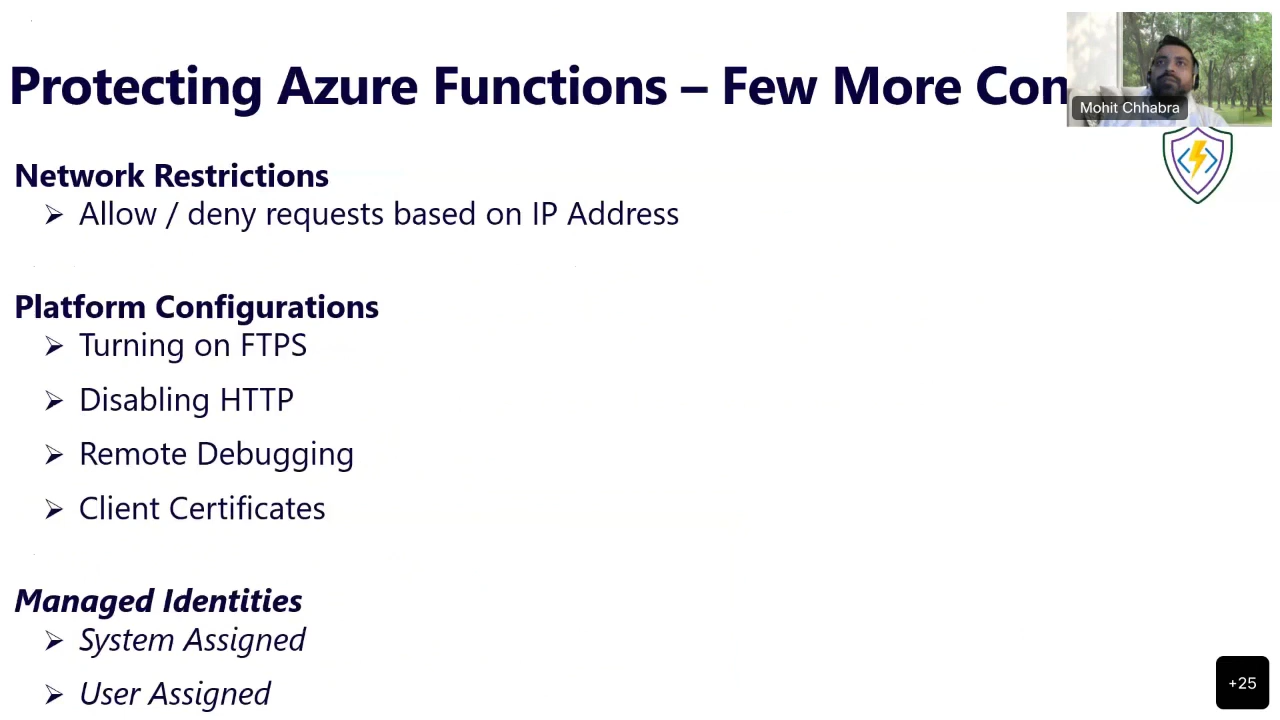 Protecting Azure Functions – Few More Con
Mohit Chhabra
Network Restrictions
➢ Allow / deny requests based on IP Address
Platform Configurations
➢ Turning on FTPS
➢ Disabling HTTP
➢ Remote Debugging
➢ Client Certificates
Managed Identities
➢ System Assigned
➢ User Assigned
+25